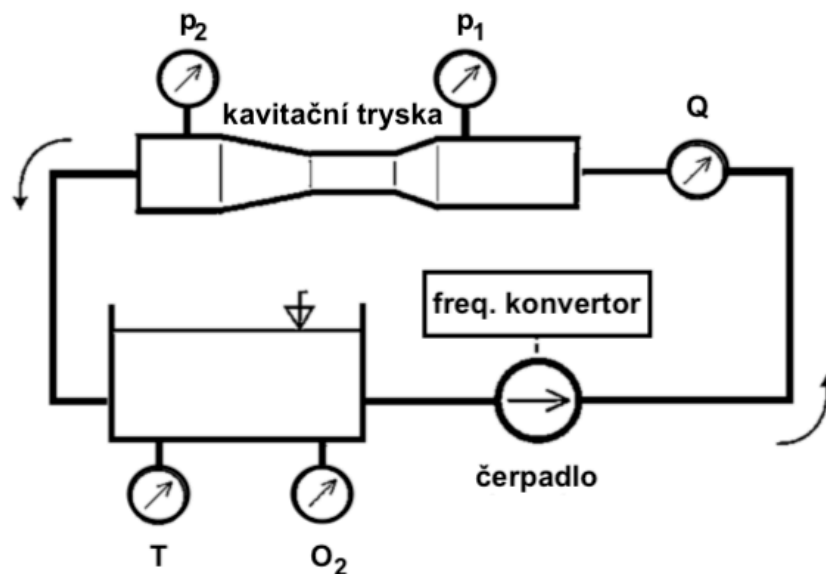 p2
p1
kavitační tryska
Q
freq. konvertor
čerpadlo
T
O2